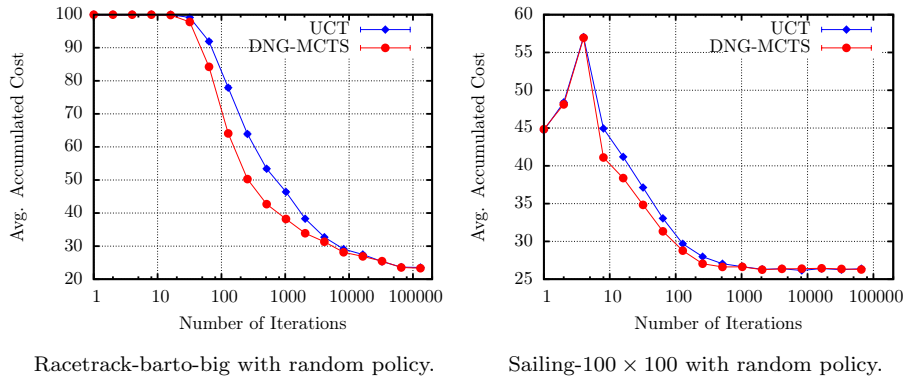 100
90
80
70
60
50
40
30
20
1
10
100
1000
10000
100000
Avg. Accumulated Cost
Number of Iterations
UCT
DNG-MCTS
Racetrack-barto-big with random policy.
60
55
50
45
40
35
30
25
1
10
100
1000
10000
100000
Avg. Accumulated Cost
Number of Iterations
UCT
DNG-MCTS
Sailing-100 × 100 with random policy.